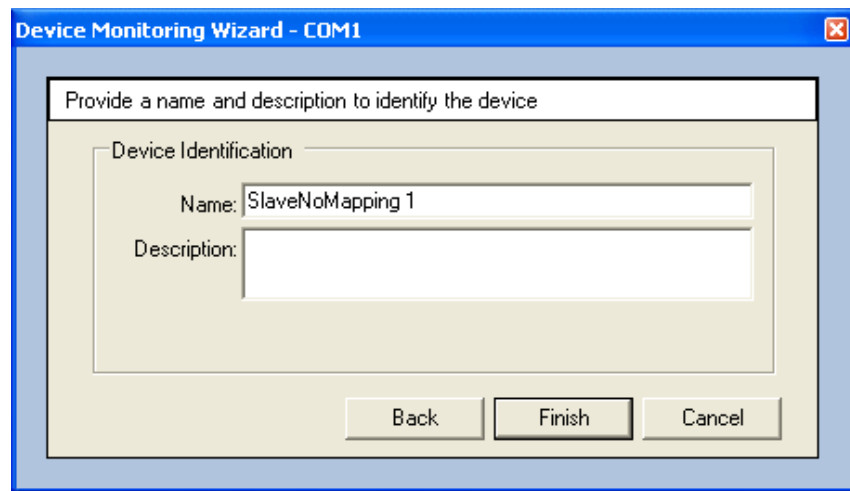 Device Monitoring Wizard - COM1
Provide a name and description to identify the device
Device Identification
Name: SlaveNoMapping 1
Description:
Back Finish Cancel